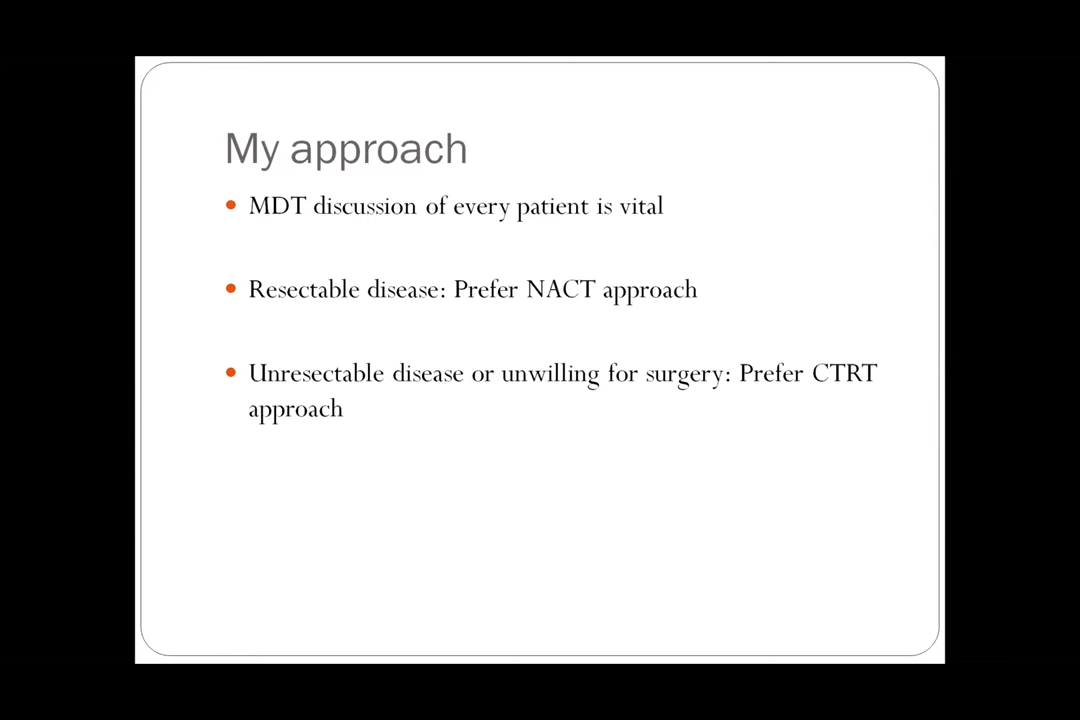 My approach
MDT discussion of every patient is vital
Resectable disease: Prefer NACT approach
Unresectable disease or unwilling for surgery: Prefer CTRT
approach